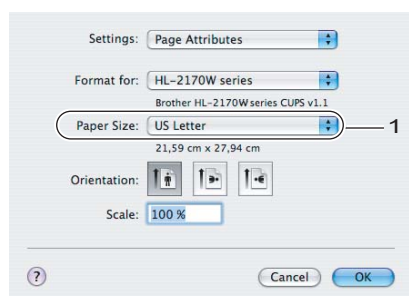 Settings: Page Attributes
Format for: HL-2170W series
Brother HL-2170W series CUPS v1.1
Paper Size: US Letter 1
21,59 cm x 27,94 cm
Orientation:
Scale: 100 %
? Cancel OK